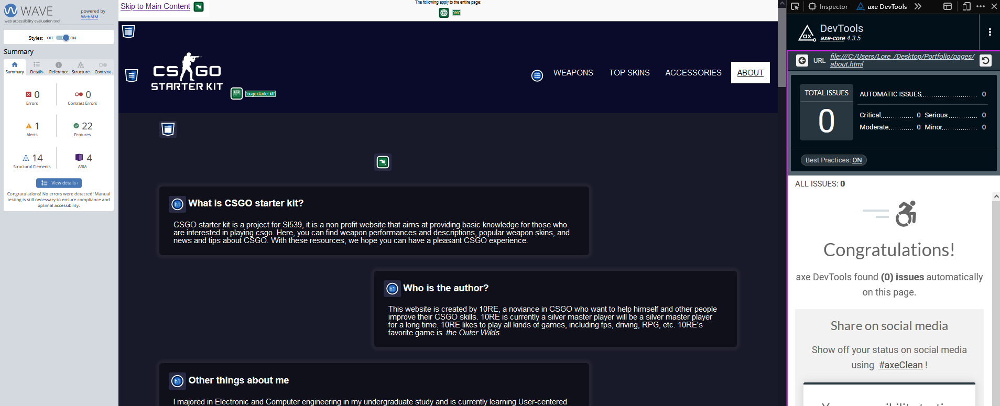 WAVE
web accessibility evaluation tool
powered by
WebAIM
Styles: OFF ON
Summary
Summary Details Reference Structure Contrast
0
Errors
0
Contrast Errors
1
Alerts
22
Features
14
Structural Elements
4
ARIA
View details ›
Congratulations! No errors were detected! Manual
testing is still necessary to ensure compliance and
optimal accessibility.
The following apply to the entire page:
Skip to Main Content
"en"
CS GO
STARTER KIT
"csgo starter kit"
WEAPONS TOP SKINS ACCESSORIES ABOUT
h1 What is CSGO starter kit?
CSGO starter kit is a project for SI539, it is a non profit website that aims at providing basic knowledge for those who
are interested in playing csgo. Here, you can find weapon performances and descriptions, popular weapon skins, and
news and tips about CSGO. With these resources, we hope you can have a pleasant CSGO experience.
h1 Who is the author?
This website is created by 10RE, a noviance in CSGO who want to help himself and other people
improve their CSGO skills. 10RE is currently a silver master player will be a silver master player
for a long time. 10RE likes to play all kinds of games, including fps, driving, RPG, etc. 10RE's
favorite game is the Outer Wilds .
h1 Other things about me
I majored in Electronic and Computer engineering in my undergraduate study and is currently learning User-centered
Inspector axe DevTools
ax
DevTools
axe-core 4.3.5
URL file:///C:/Users/Lore_/Desktop/Portfolio/pages/
about.html
TOTAL ISSUES
0
AUTOMATIC ISSUES 0
Critical 0 Serious 0
Moderate 0 Minor 0
Best Practices: ON
ALL ISSUES: 0
Congratulations!
axe DevTools found (0) issues automatically
on this page.
Share on social media
Show off your status on social media
using #axeClean !